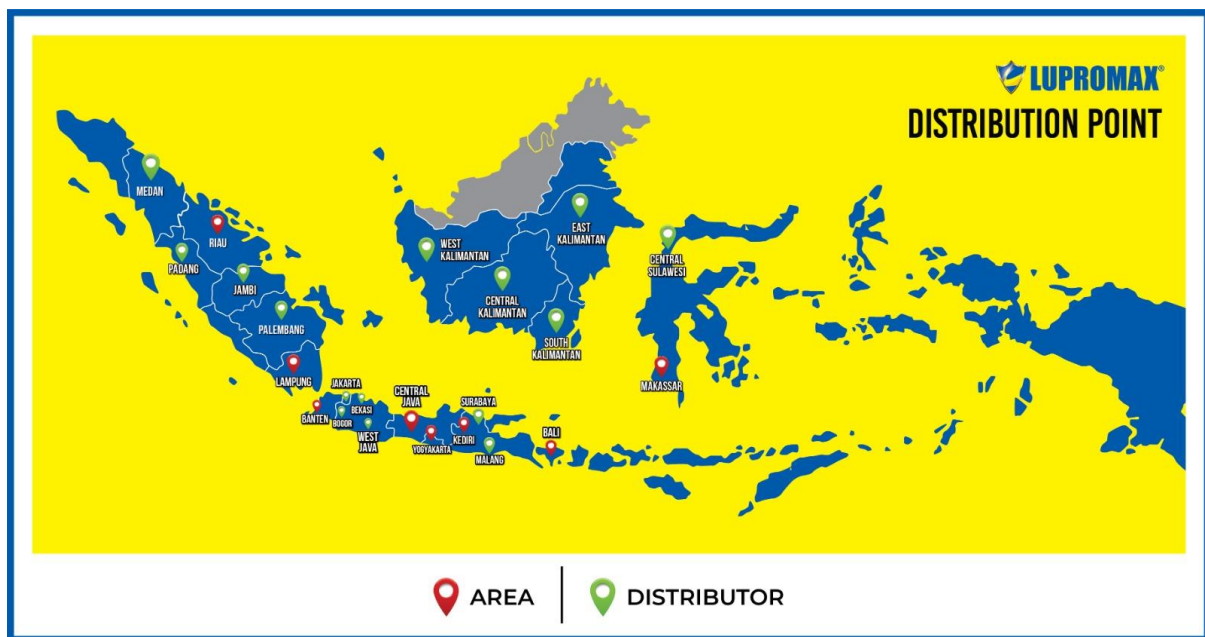 LUPROMAX®
DISTRIBUTION POINT
MEDAN
RIAU
PADANG
JAMBI
PALEMBANG
LAMPUNG
WEST
KALIMANTAN
EAST
KALIMANTAN
CENTRAL
KALIMANTAN
SOUTH
KALIMANTAN
CENTRAL
SULAWESI
MAKASSAR
JAKARTA
BANTEN
BEKASI
BOGOR
WEST
JAVA
CENTRAL
JAVA
YOGYAKARTA
SURABAYA
KEDIRI
MALANG
BALI
AREA
DISTRIBUTOR